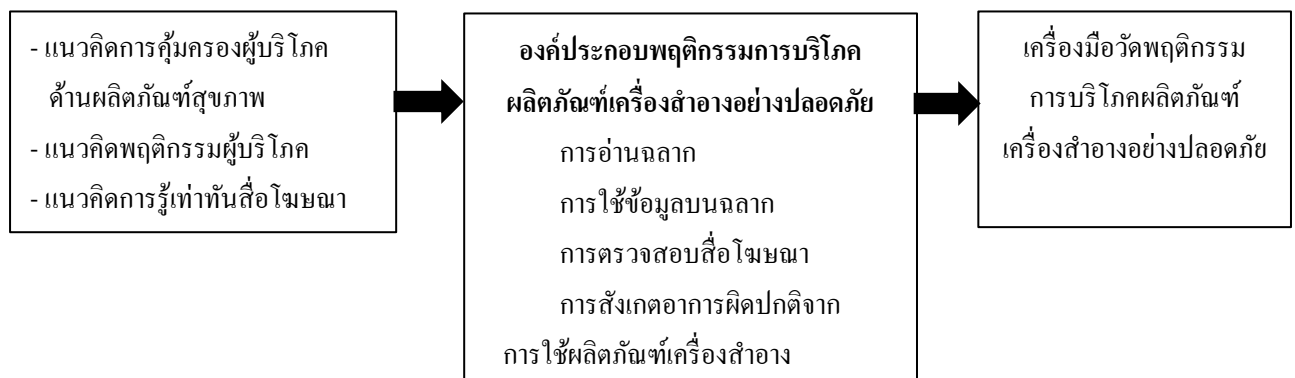 - แนวคิดการคุ้มครองผู้บริโภค
ด้านผลิตภัณฑ์สุขภาพ
- แนวคิดพฤติกรรมผู้บริโภค
- แนวคิดการรู้เท่าทันสื่อโฆษณา
องค์ประกอบพฤติกรรมการบริโภค
ผลิตภัณฑ์เครื่องสำอางอย่างปลอดภัย
การอ่านฉลาก
การใช้ข้อมูลบนฉลาก
การตรวจสอบสื่อโฆษณา
การสังเกตอาการผิดปกติจาก
การใช้ผลิตภัณฑ์เครื่องสำอาง
เครื่องมือวัดพฤติกรรม
การบริโภคผลิตภัณฑ์
เครื่องสำอางอย่างปลอดภัย